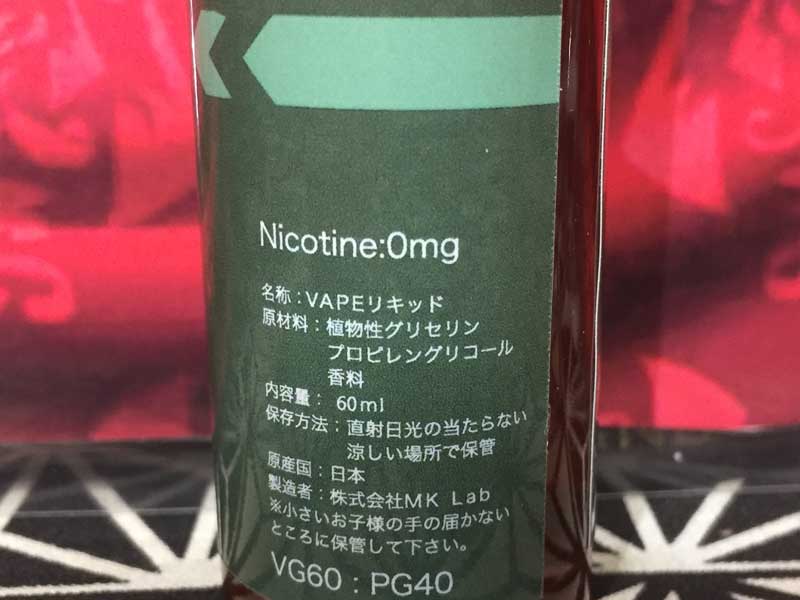 Nicotine:0mg
名称：VAPEリキッド
原材料：植物性グリセリン
プロピレングリコール
香料
内容量： 60ml
保存方法：直射日光の当たらない
涼しい場所で保管
原産国：日本
製造者：株式会社MK Lab
※小さいお子様の手の届かない
ところに保管して下さい。
VG60：PG40